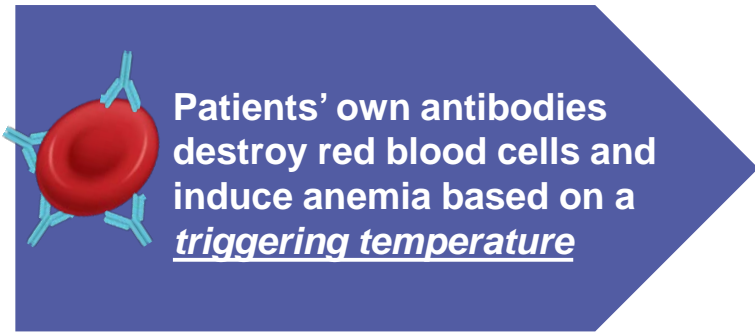 Patients’ own antibodies
destroy red blood cells and
induce anemia based on a
triggering temperature